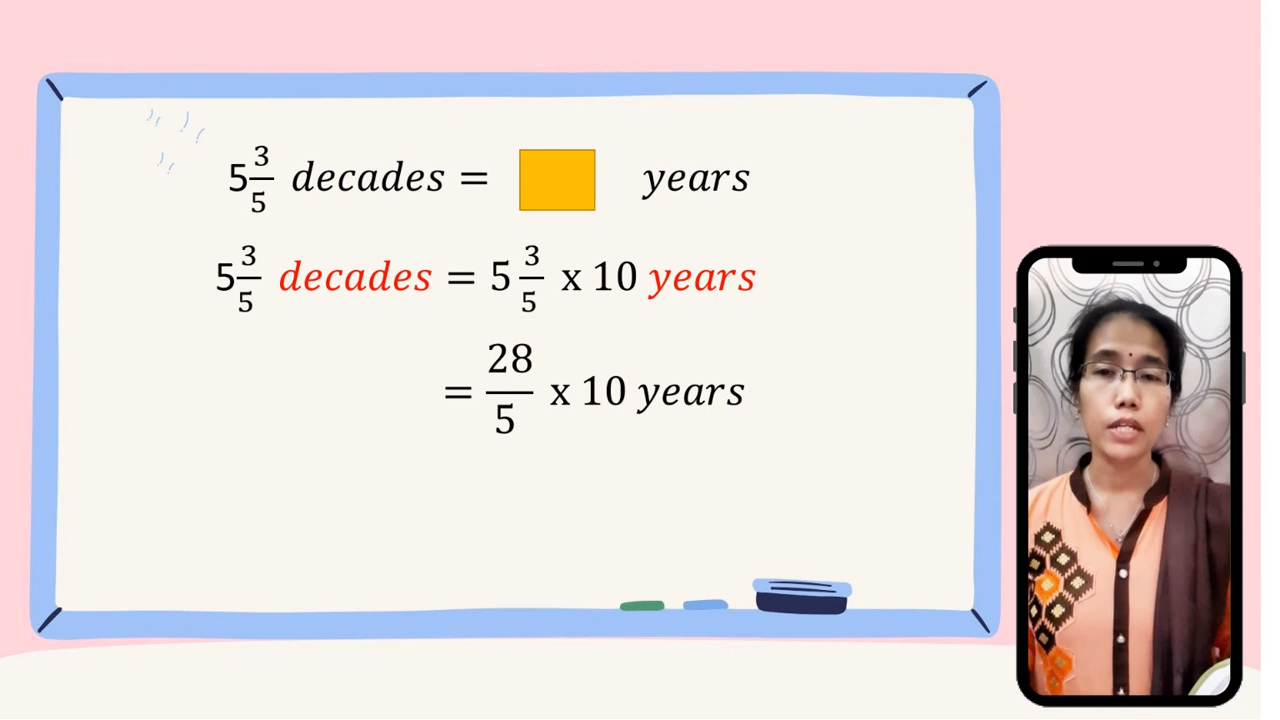 5 3/5 decades = years
5 3/5 decades = 5 3/5 x 10 years
= 28/5 x 10 years